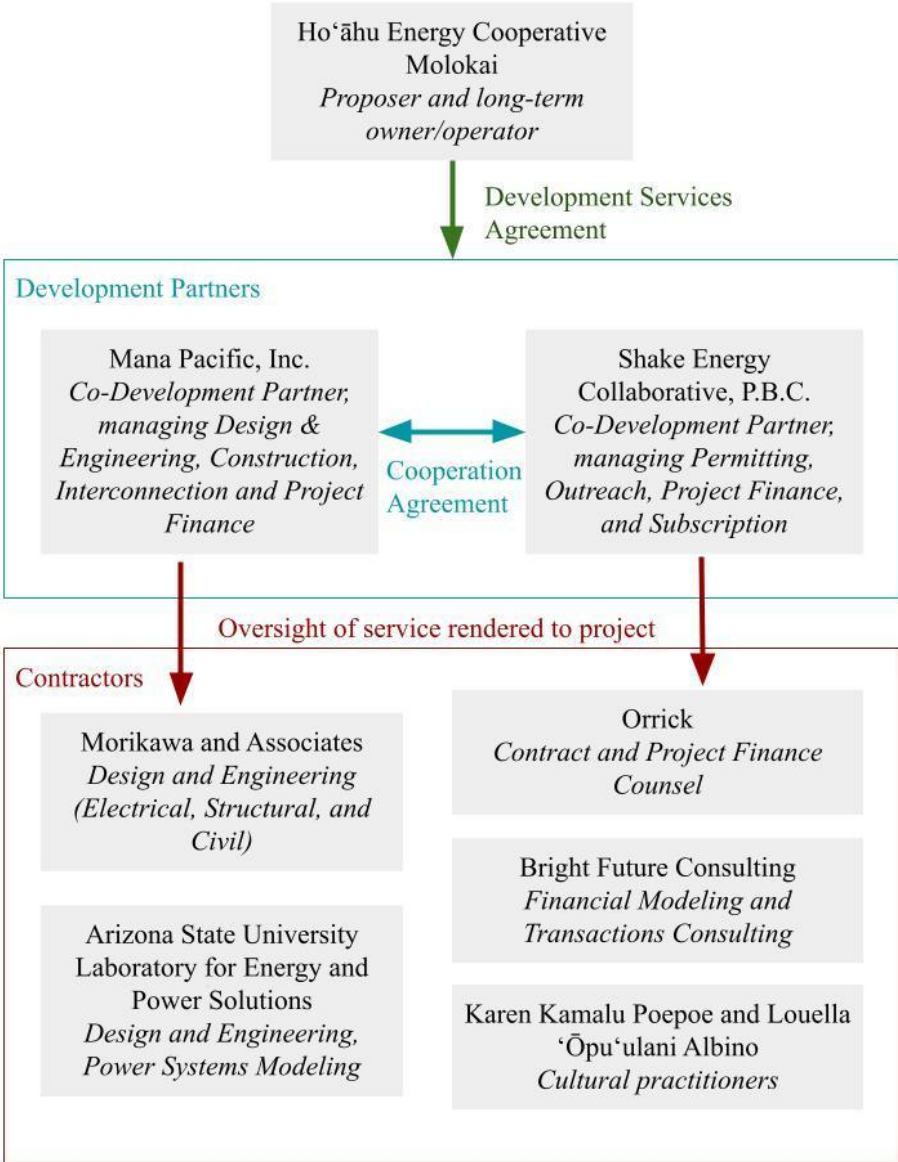 Ho‘āhu Energy Cooperative
Molokai
Proposer and long-term
owner/operator
Development Services
Agreement
Development Partners
Mana Pacific, Inc.
Co-Development Partner,
managing Design &
Engineering, Construction,
Interconnection and Project
Finance
Cooperation
Agreement
Shake Energy
Collaborative, P.B.C.
Co-Development Partner,
managing Permitting,
Outreach, Project Finance,
and Subscription
Oversight of service rendered to project
Contractors
Morikawa and Associates
Design and Engineering
(Electrical, Structural, and
Civil)
Arizona State University
Laboratory for Energy and
Power Solutions
Design and Engineering,
Power Systems Modeling
Orrick
Contract and Project Finance
Counsel
Bright Future Consulting
Financial Modeling and
Transactions Consulting
Karen Kamalu Poepoe and Louella
‘Ōpu‘ulani Albino
Cultural practitioners